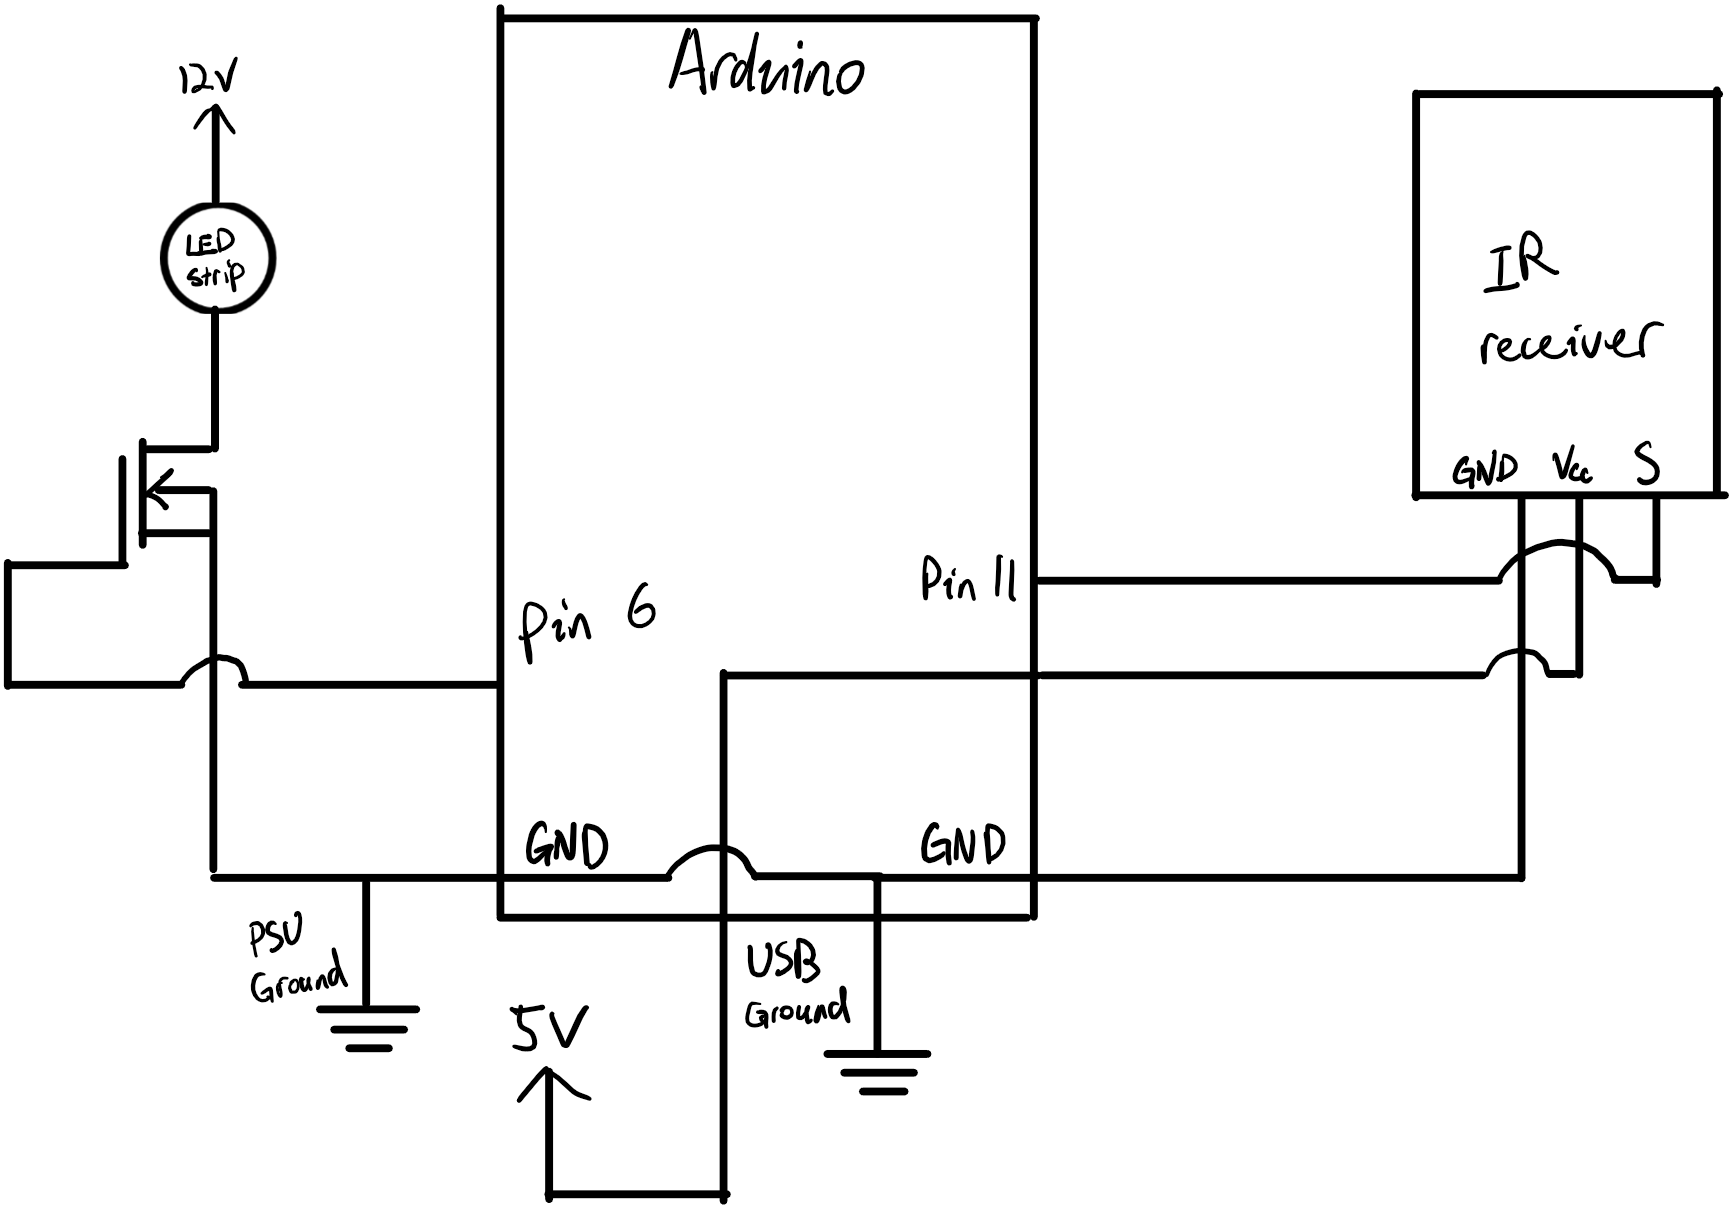 Arduino
12V
LED
strip
IR
receiver
GND Vcc S
Pin 11
Pin 6
GND
GND
PSU
Ground
USB
Ground
5V